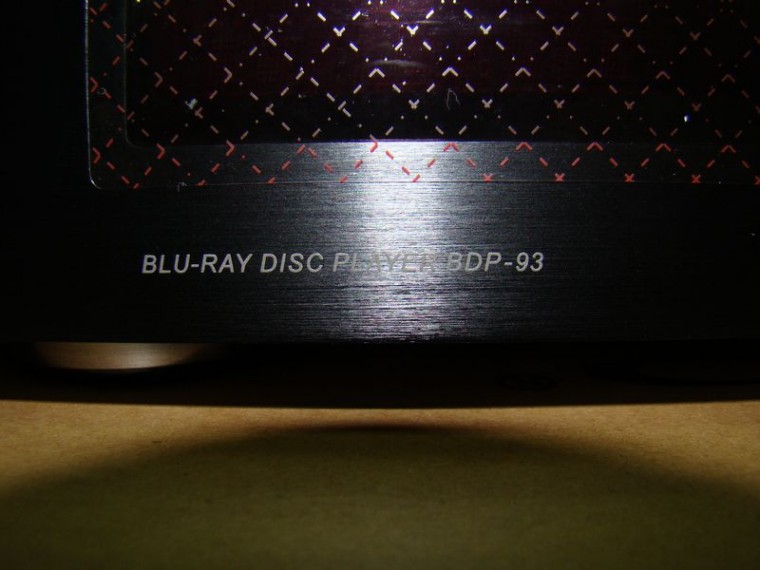 BLU-RAY DISC PLAYER BDP-93